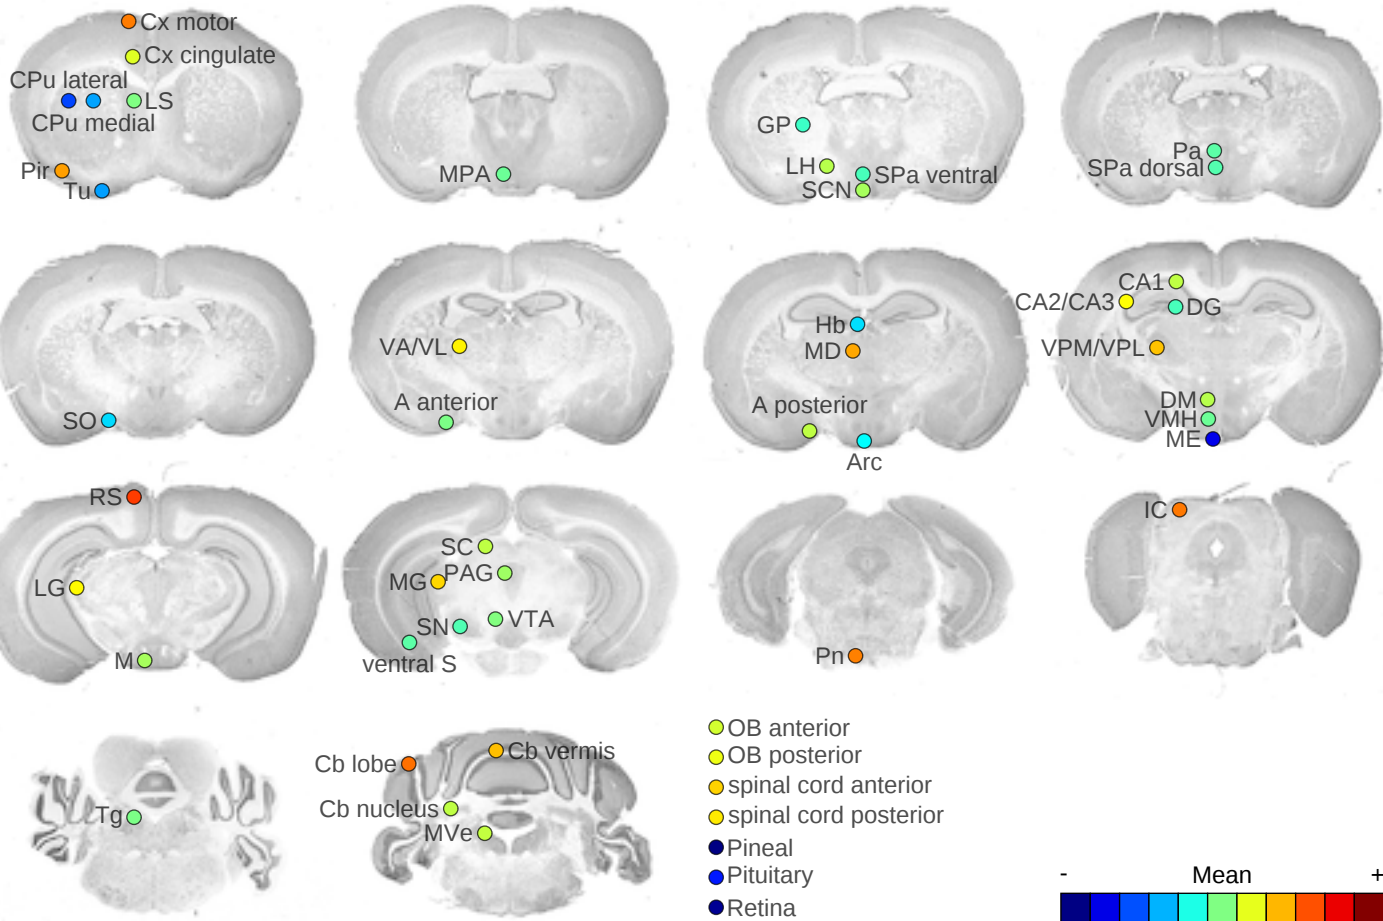 Cx motor
Cx cingulate
CPu lateral
LS
CPu medial
Pir
Tu
MPA
GP
LH
SPa ventral
SCN
Pa
SPa dorsal
SO
VA/VL
A anterior
Hb
MD
A posterior
Arc
CA1
CA2/CA3
DG
VPM/VPL
DM
VMH
ME
RS
LG
M
SC
PAG
MG
VTA
SN
ventral S
Pn
IC
Tg
Cb lobe
Cb vermis
Cb nucleus
MVe
OB anterior
OB posterior
spinal cord anterior
spinal cord posterior
Pineal
Pituitary
Retina
- Mean +